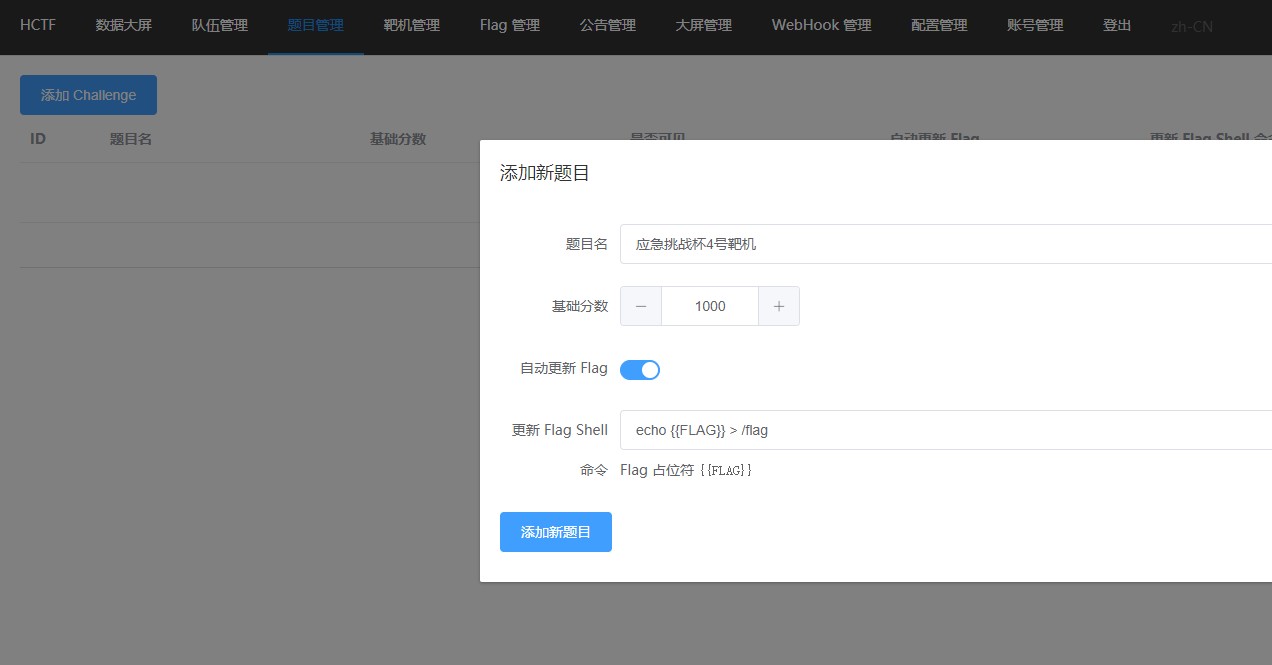 HCTF 数据大屏 队伍管理 题目管理 靶机管理 Flag 管理 公告管理 大屏管理 WebHook 管理 配置管理 账号管理 登出 zh-CN
添加 Challenge
ID 题目名 基础分数 是否可见 自动更新 Flag 更新 Flag Shell
添加新题目
题目名 应急挑战杯4号靶机
基础分数 − 1000 +
自动更新 Flag
更新 Flag Shell echo {{FLAG}} > /flag
命令 Flag 占位符 {{FLAG}}
添加新题目